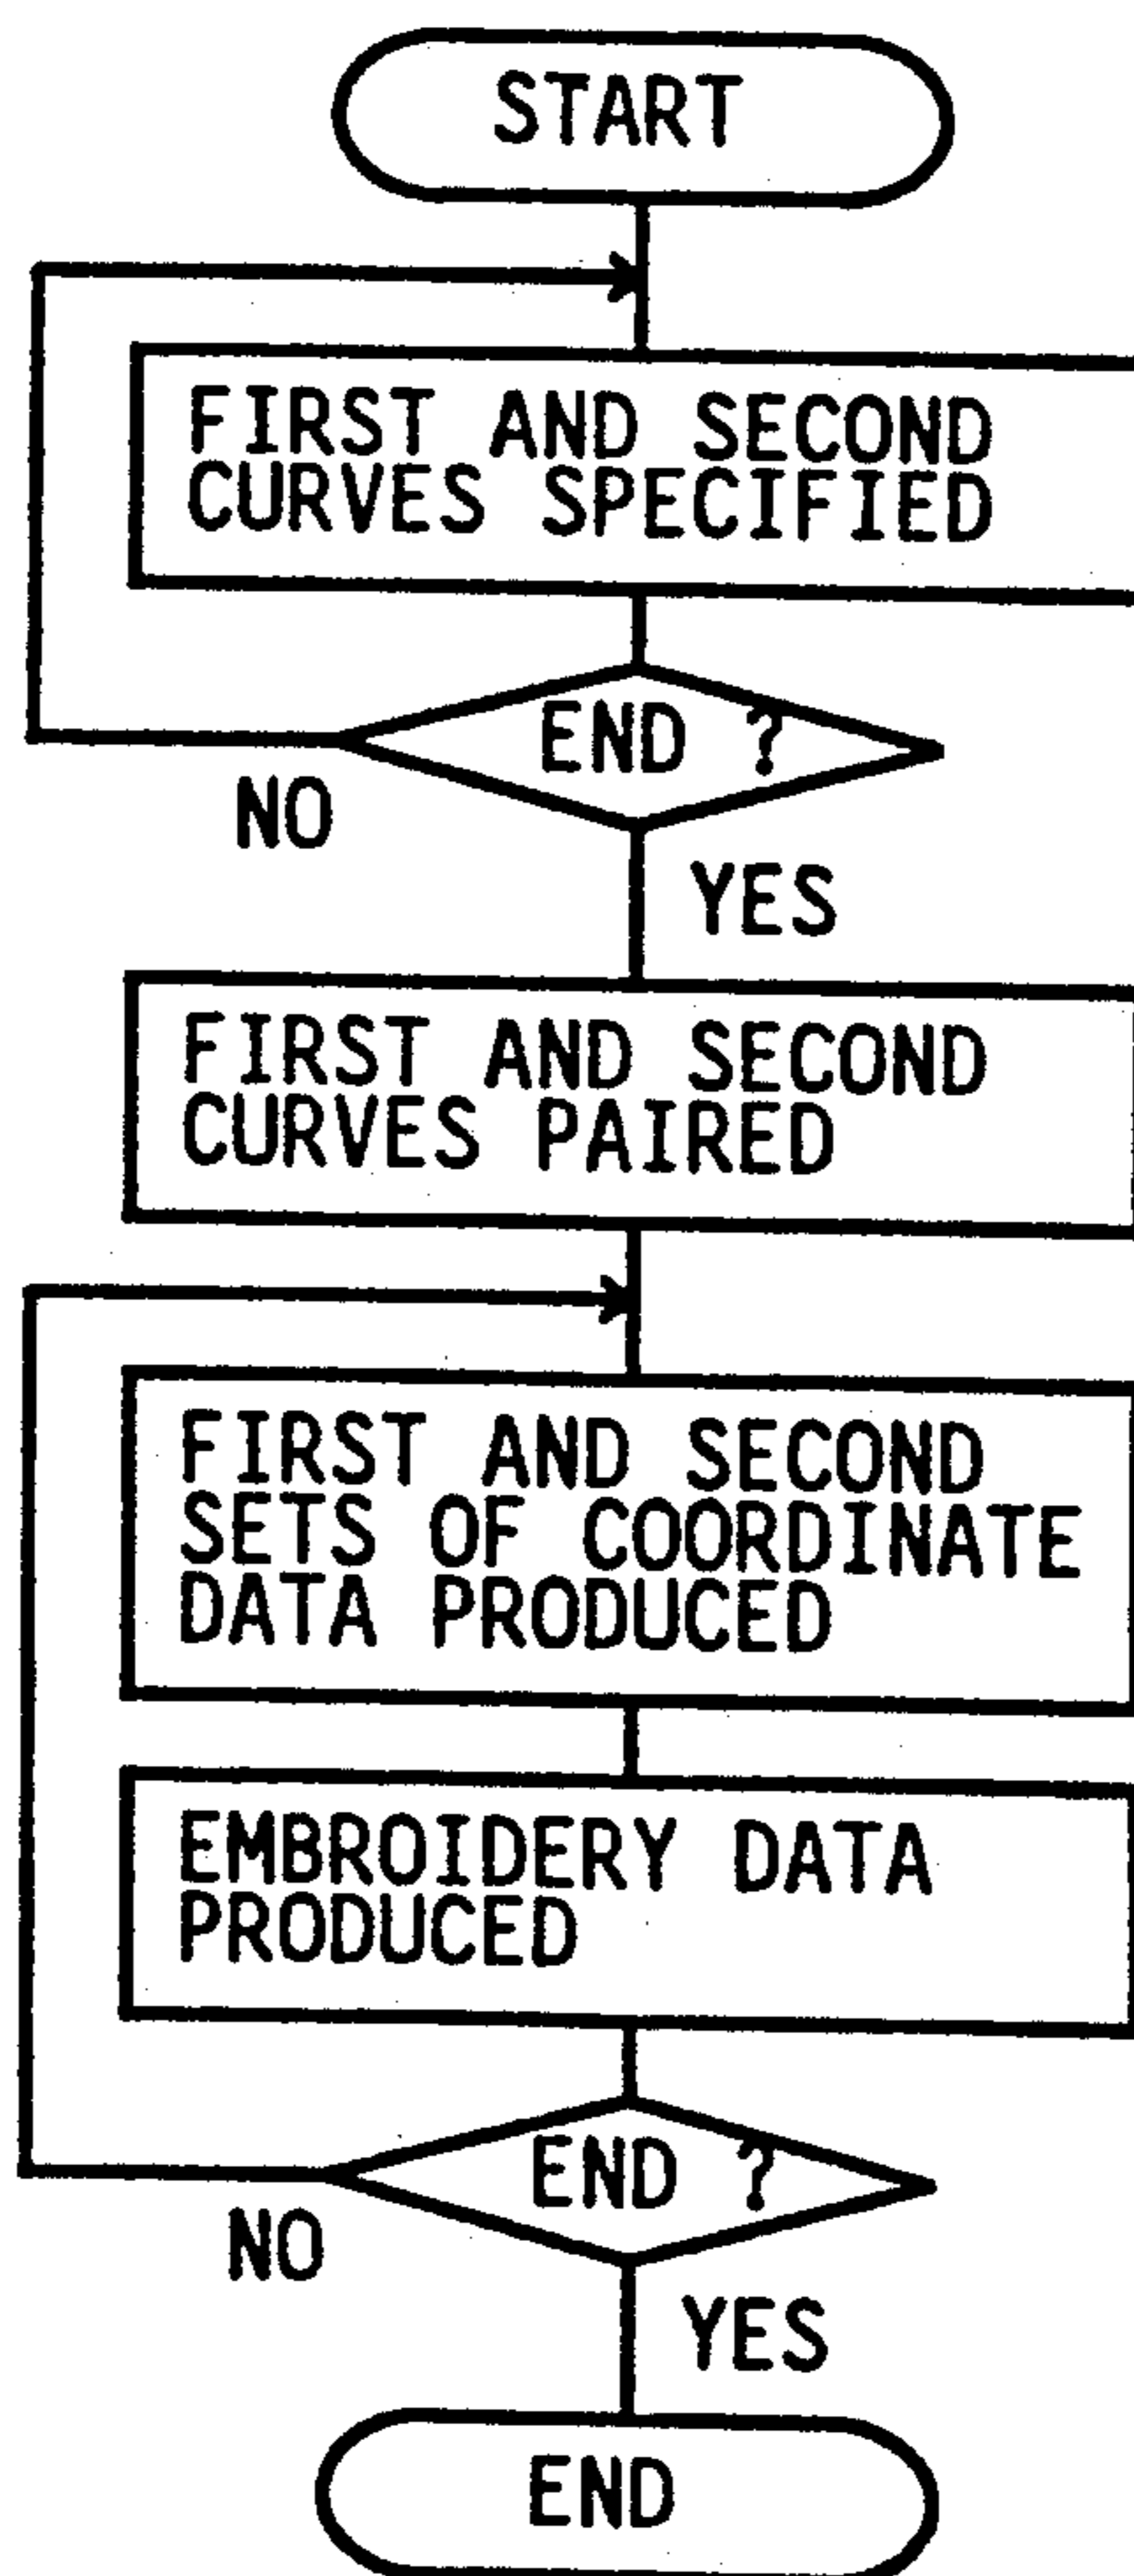 START
FIRST AND SECOND
CURVES SPECIFIED
END ?
NO
YES
FIRST AND SECOND
CURVES PAIRED
FIRST AND SECOND
SETS OF COORDINATE
DATA PRODUCED
EMBROIDERY DATA
PRODUCED
END ?
NO
YES
END